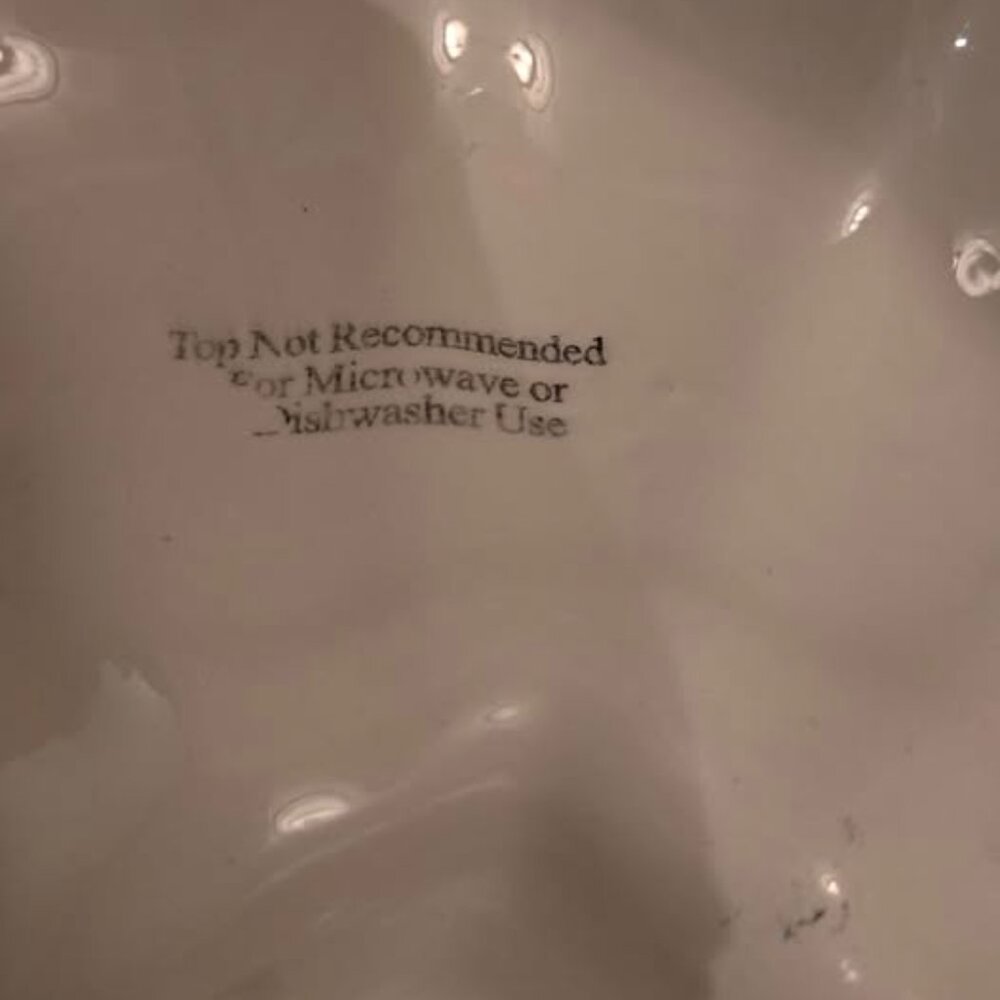 Top Not Recommended
For Microwave or
Dishwasher Use